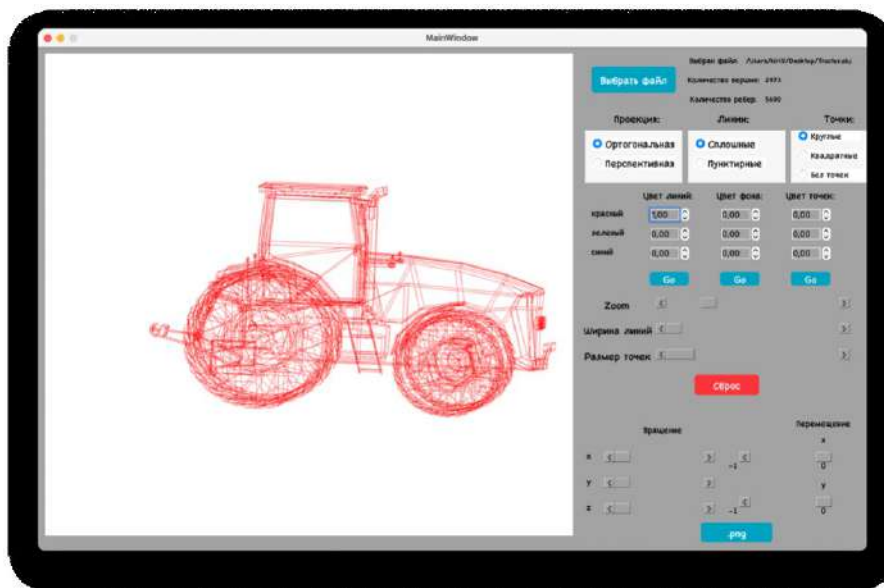 MainWindow
Выбрать файл
Выбран файл:
Количество вершин:
Количество ребер:
Проекция:
Линии:
Точки:
Ортогональная
Перспективная
Сплошные
Пунктирные
Круглые
Квадратные
Без точек
Цвет линий:
Цвет фона:
Цвет точек:
красный
1,00
0,00
0,00
зеленый
0,00
0,00
0,00
синий
0,00
0,00
0,00
Go
Go
Go
Zoom
Ширина линий
Размер точек
Сброс
Вращение
Перемещение
x
x
-1
0
y
y
z
-1
0
.png